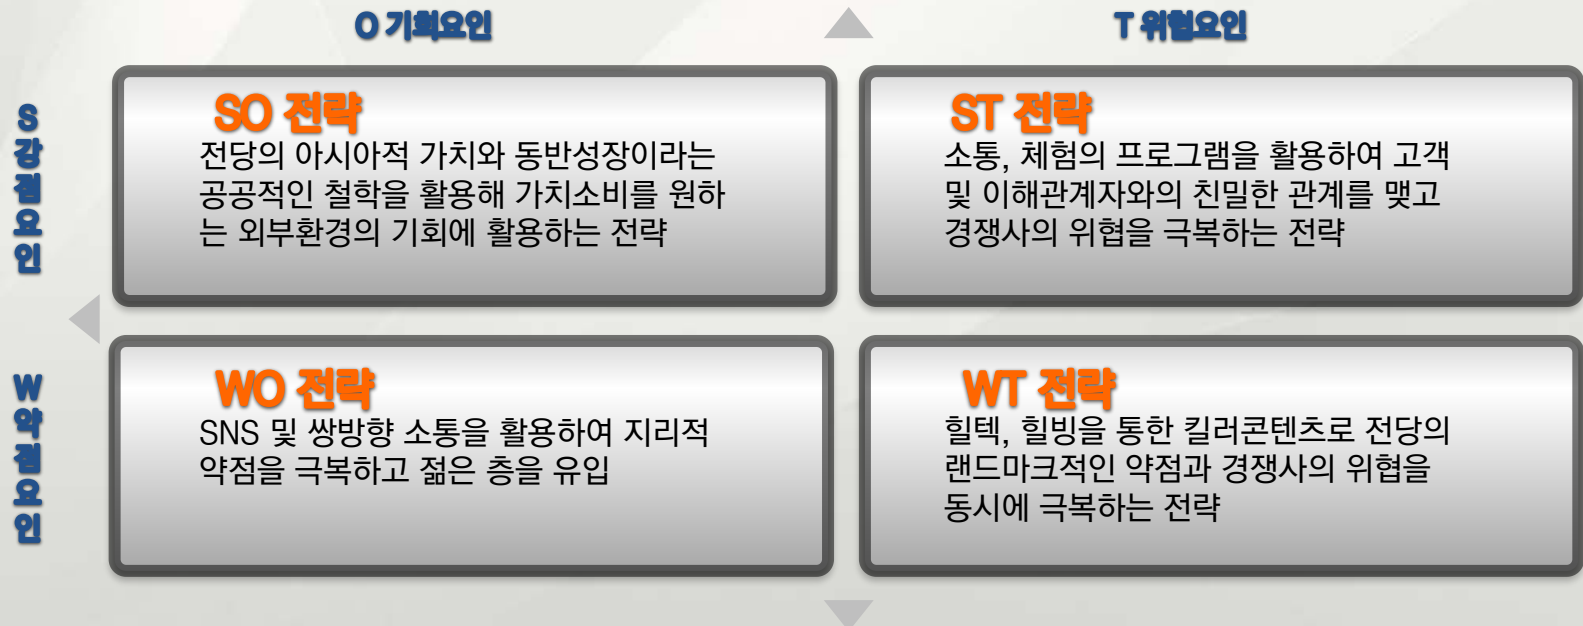 O 기회요인
T 위협요인
S
강
점
요
인
SO 전략
전당의 아시아적 가치와 동반성장이라는
공공적인 철학을 활용해 가치소비를 원하
는 외부환경의 기회에 활용하는 전략
ST 전략
소통, 체험의 프로그램을 활용하여 고객
및 이해관계자와의 친밀한 관계를 맺고
경쟁사의 위협을 극복하는 전략
W
약
점
요
인
WO 전략
SNS 및 쌍방향 소통을 활용하여 지리적
약점을 극복하고 젊은 층을 유입
WT 전략
힐텍, 힐빙을 통한 킬러콘텐츠로 전당의
랜드마크적인 약점과 경쟁사의 위협을
동시에 극복하는 전략